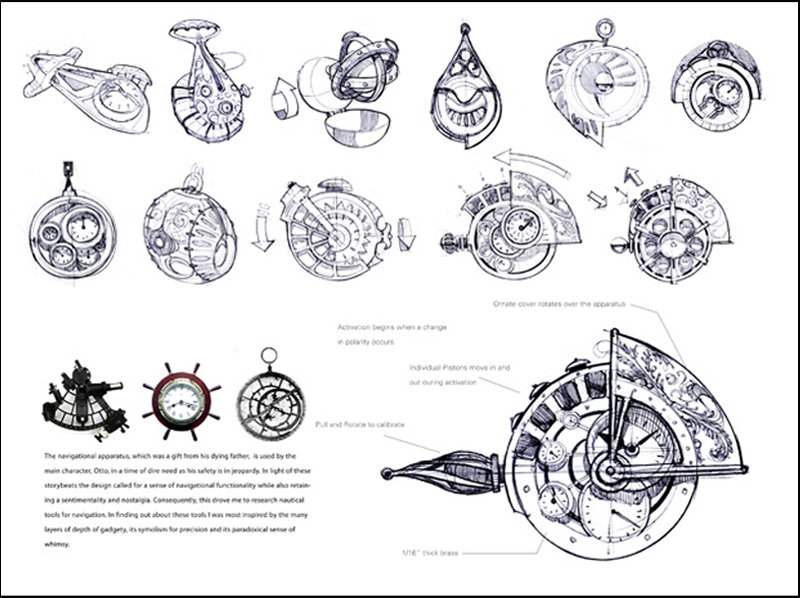 Ornate cover rotates over the apparatus
Activation begins when a change
in polarity occurs.
Individual Pistons move in and
out during activation
Pull and Rotate to calibrate
1/16" thick brass
The navigational apparatus, which was a gift from his dying father, is used by the
main character, Otto, in a time of dire need as his safety is in jeopardy. In light of these
storybeats the design called for a sense of navigational functionality while also retain-
ing a sentimentality and nostalgia. Consequently, this drove me to research nautical
tools for navigation. In finding out about these tools I was most inspired by the many
layers of depth of gadgety, its symolism for precision and its paradoxical sense of
whimsy.